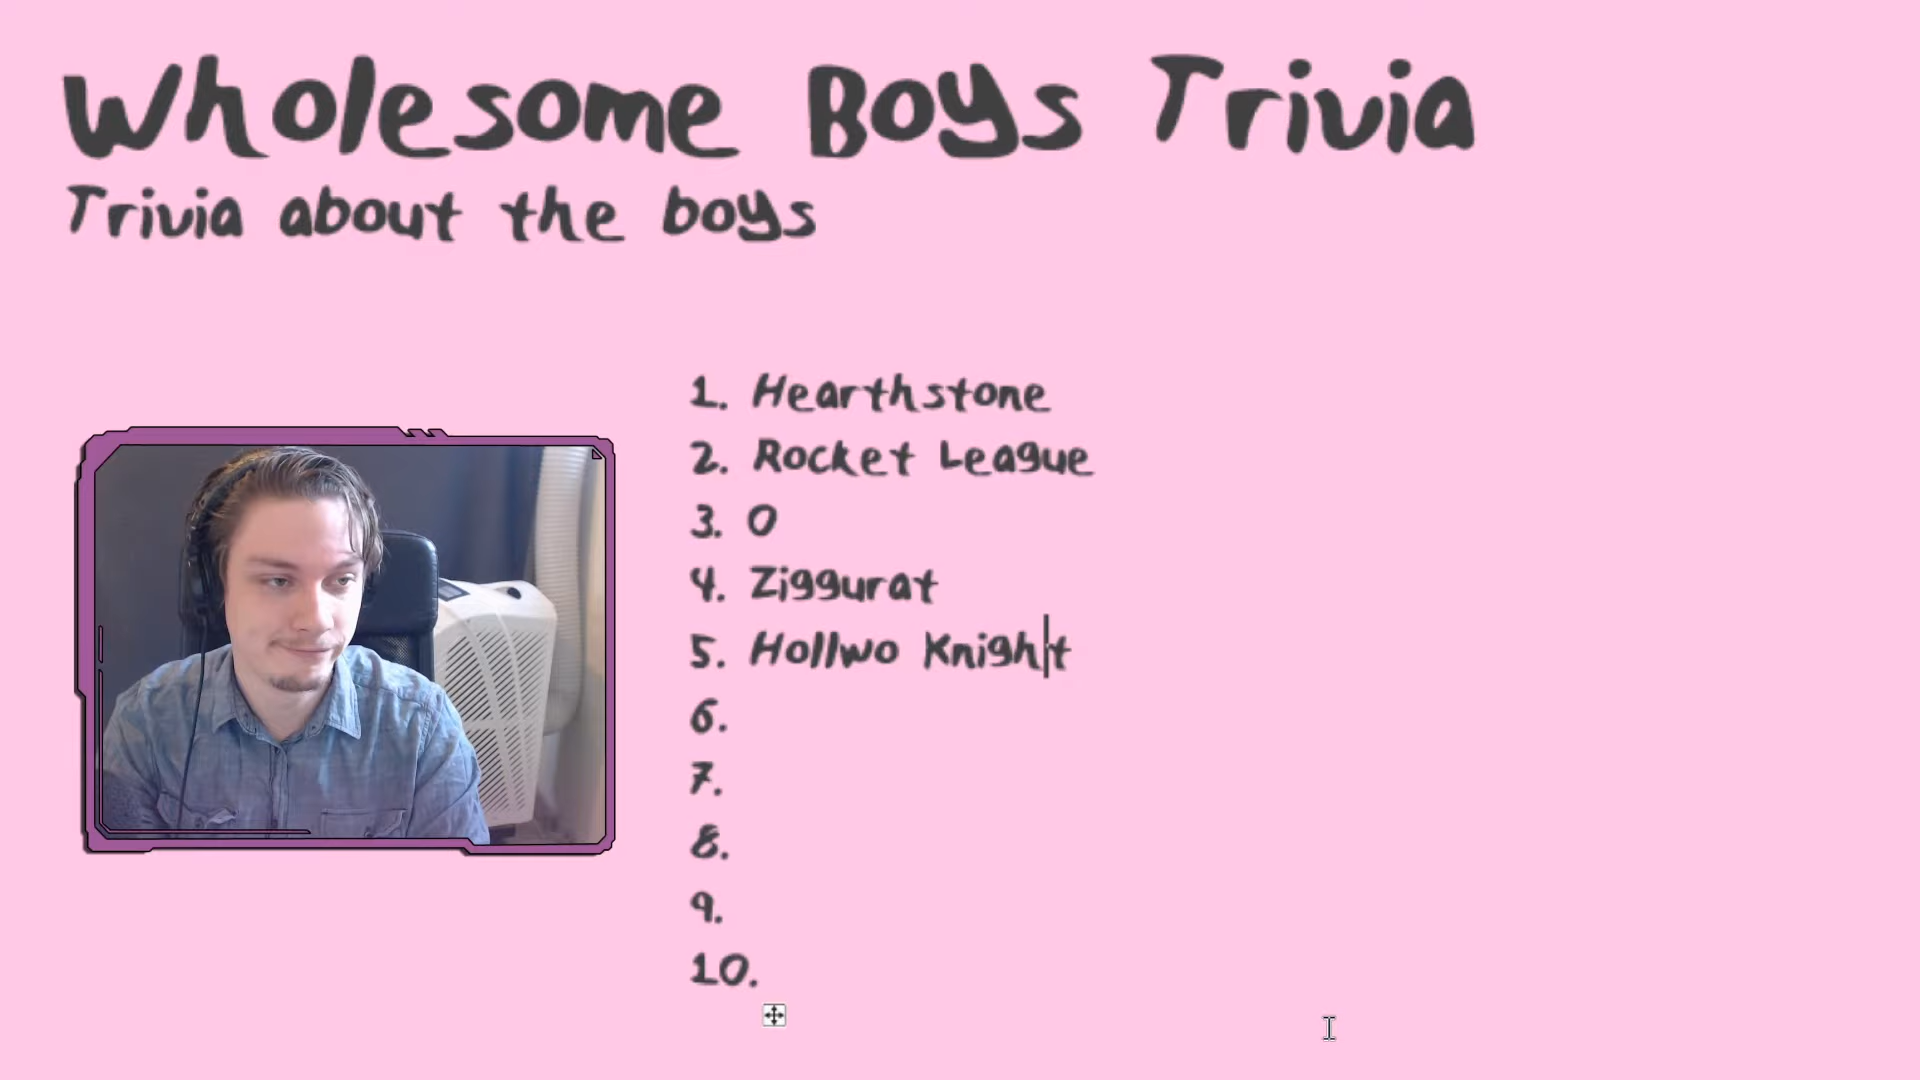 Wholesome Boys Trivia
Trivia about the boys
1. Hearthstone
2. Rocket League
3. 0
4. Ziggurat
5. Hollwo Knight
6.
7.
8.
9.
10.